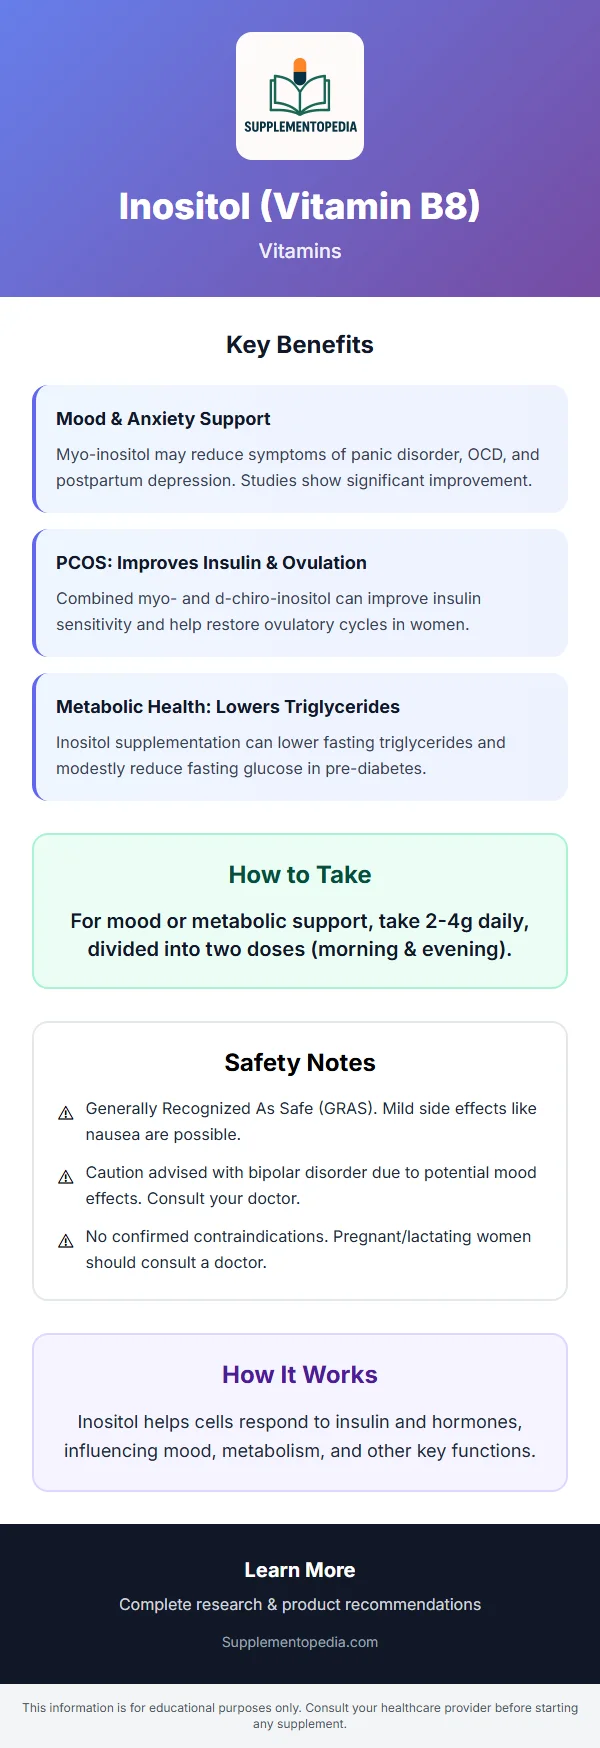 SUPPLEMENTOPEDIA
Inositol (Vitamin B8)
Vitamins
Key Benefits
Mood & Anxiety Support
Myo-inositol may reduce symptoms of panic disorder, OCD, and
postpartum depression. Studies show significant improvement.
PCOS: Improves Insulin & Ovulation
Combined myo- and d-chiro-inositol can improve insulin
sensitivity and help restore ovulatory cycles in women.
Metabolic Health: Lowers Triglycerides
Inositol supplementation can lower fasting triglycerides and
modestly reduce fasting glucose in pre-diabetes.
How to Take
For mood or metabolic support, take 2-4g daily,
divided into two doses (morning & evening).
Safety Notes
Generally Recognized As Safe (GRAS). Mild side effects like
nausea are possible.
Caution advised with bipolar disorder due to potential mood
effects. Consult your doctor.
No confirmed contraindications. Pregnant/lactating women
should consult a doctor.
How It Works
Inositol helps cells respond to insulin and hormones,
influencing mood, metabolism, and other key functions.
Learn More
Complete research & product recommendations
Supplementopedia.com
This information is for educational purposes only. Consult your healthcare provider before starting
any supplement.